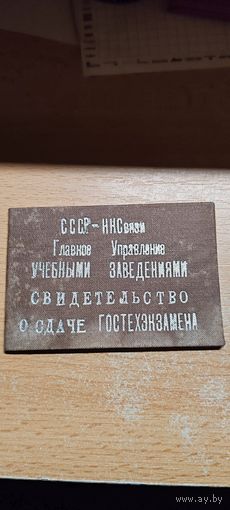 СССР-НКСвязи
Главное Управление
УЧЕБНЫМИ ЗАВЕДЕНИЯМИ
СВИДЕТЕЛЬСТВО
О СДАЧЕ ГОСТЕХЭКЗАМЕНА
www.ay.by